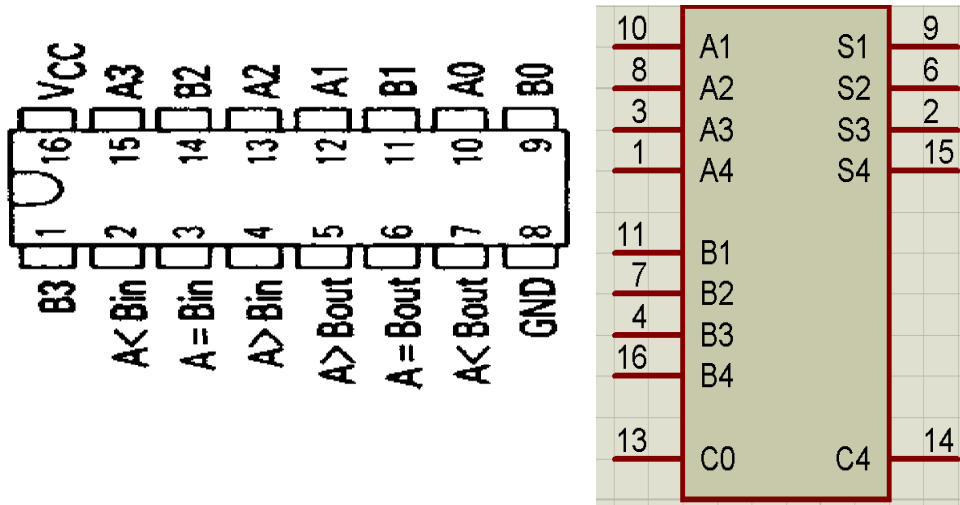 VCC A3 B2 A2 A1 B1 A0 B0
16 15 14 13 12 11 10 9
1 2 3 4 5 6 7 8
B3 A<Bin A=Bin A>Bin A>Bout A=Bout A<Bout GND
10 A1 S1 9
8 A2 S2 6
3 A3 S3 2
1 A4 S4 15
11 B1
7 B2
4 B3
16 B4
13 C0 C4 14